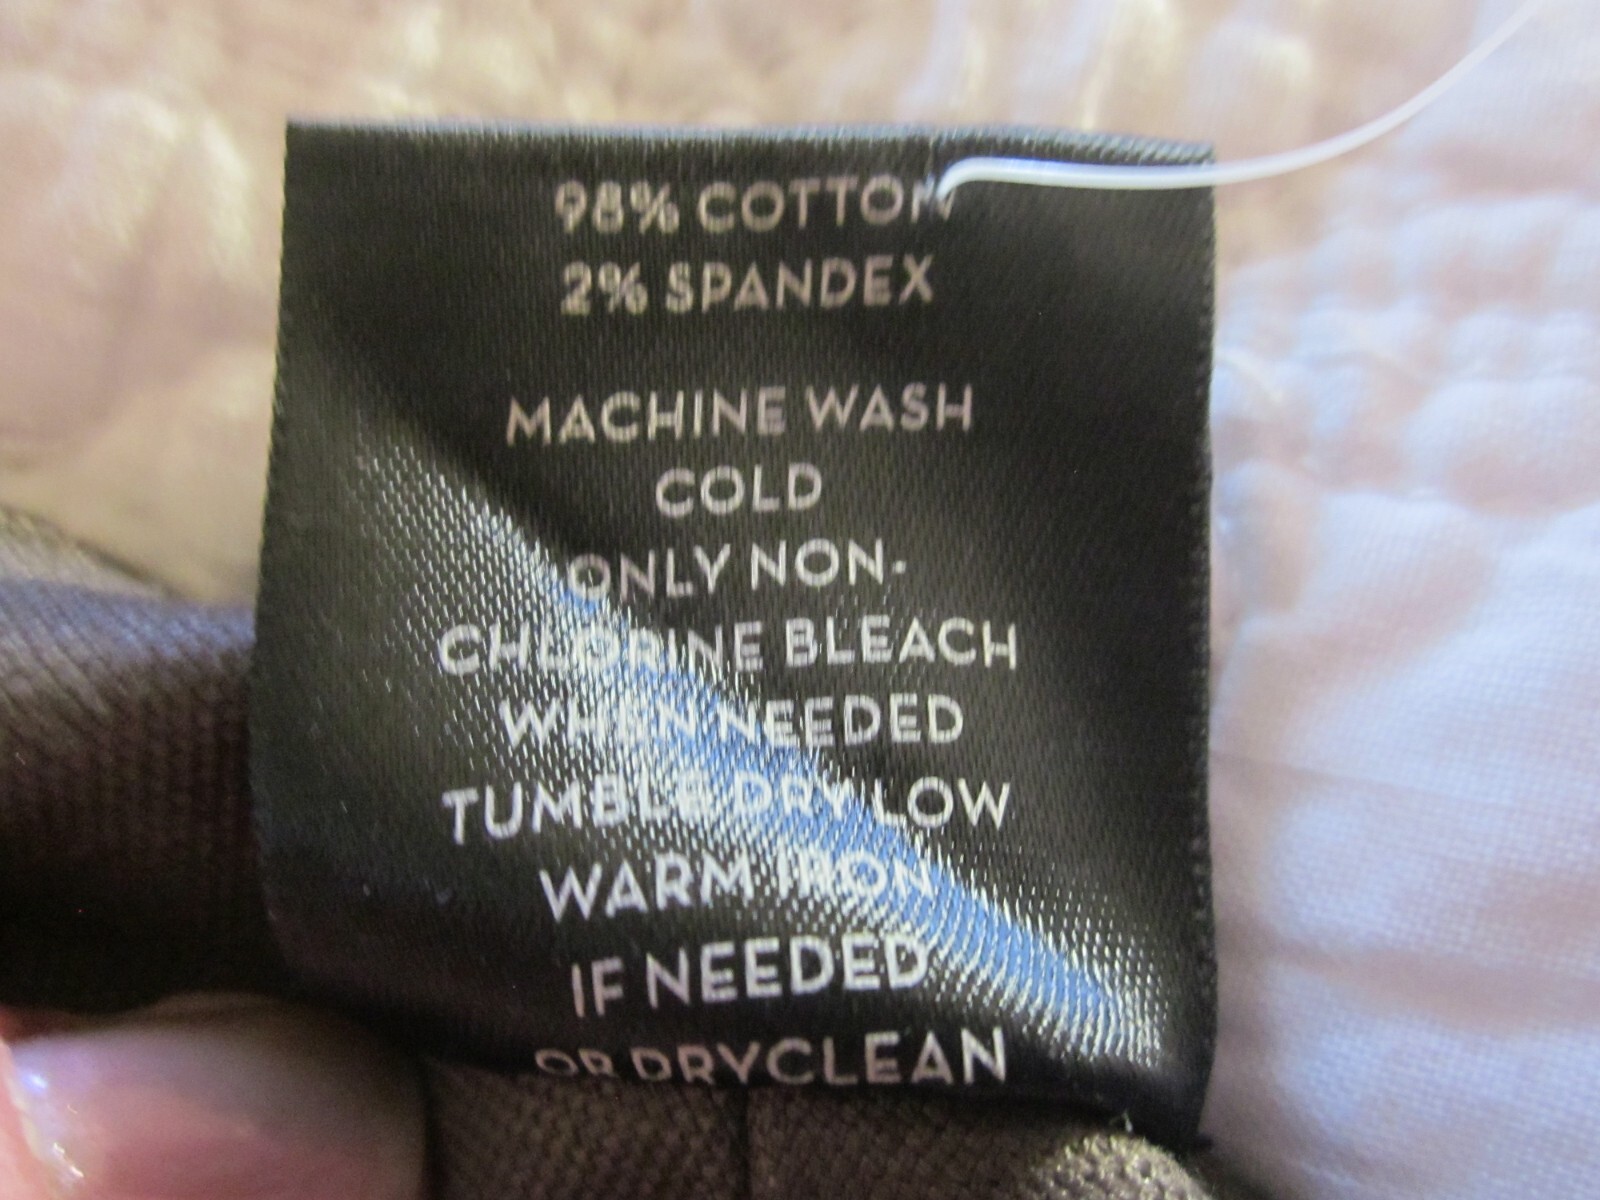 98% COTTON
2% SPANDEX
MACHINE WASH
COLD
ONLY NON-
CHLORINE BLEACH
WHEN NEEDED
TUMBLE DRY LOW
WARM IRON
IF NEEDED
OR DRYCLEAN